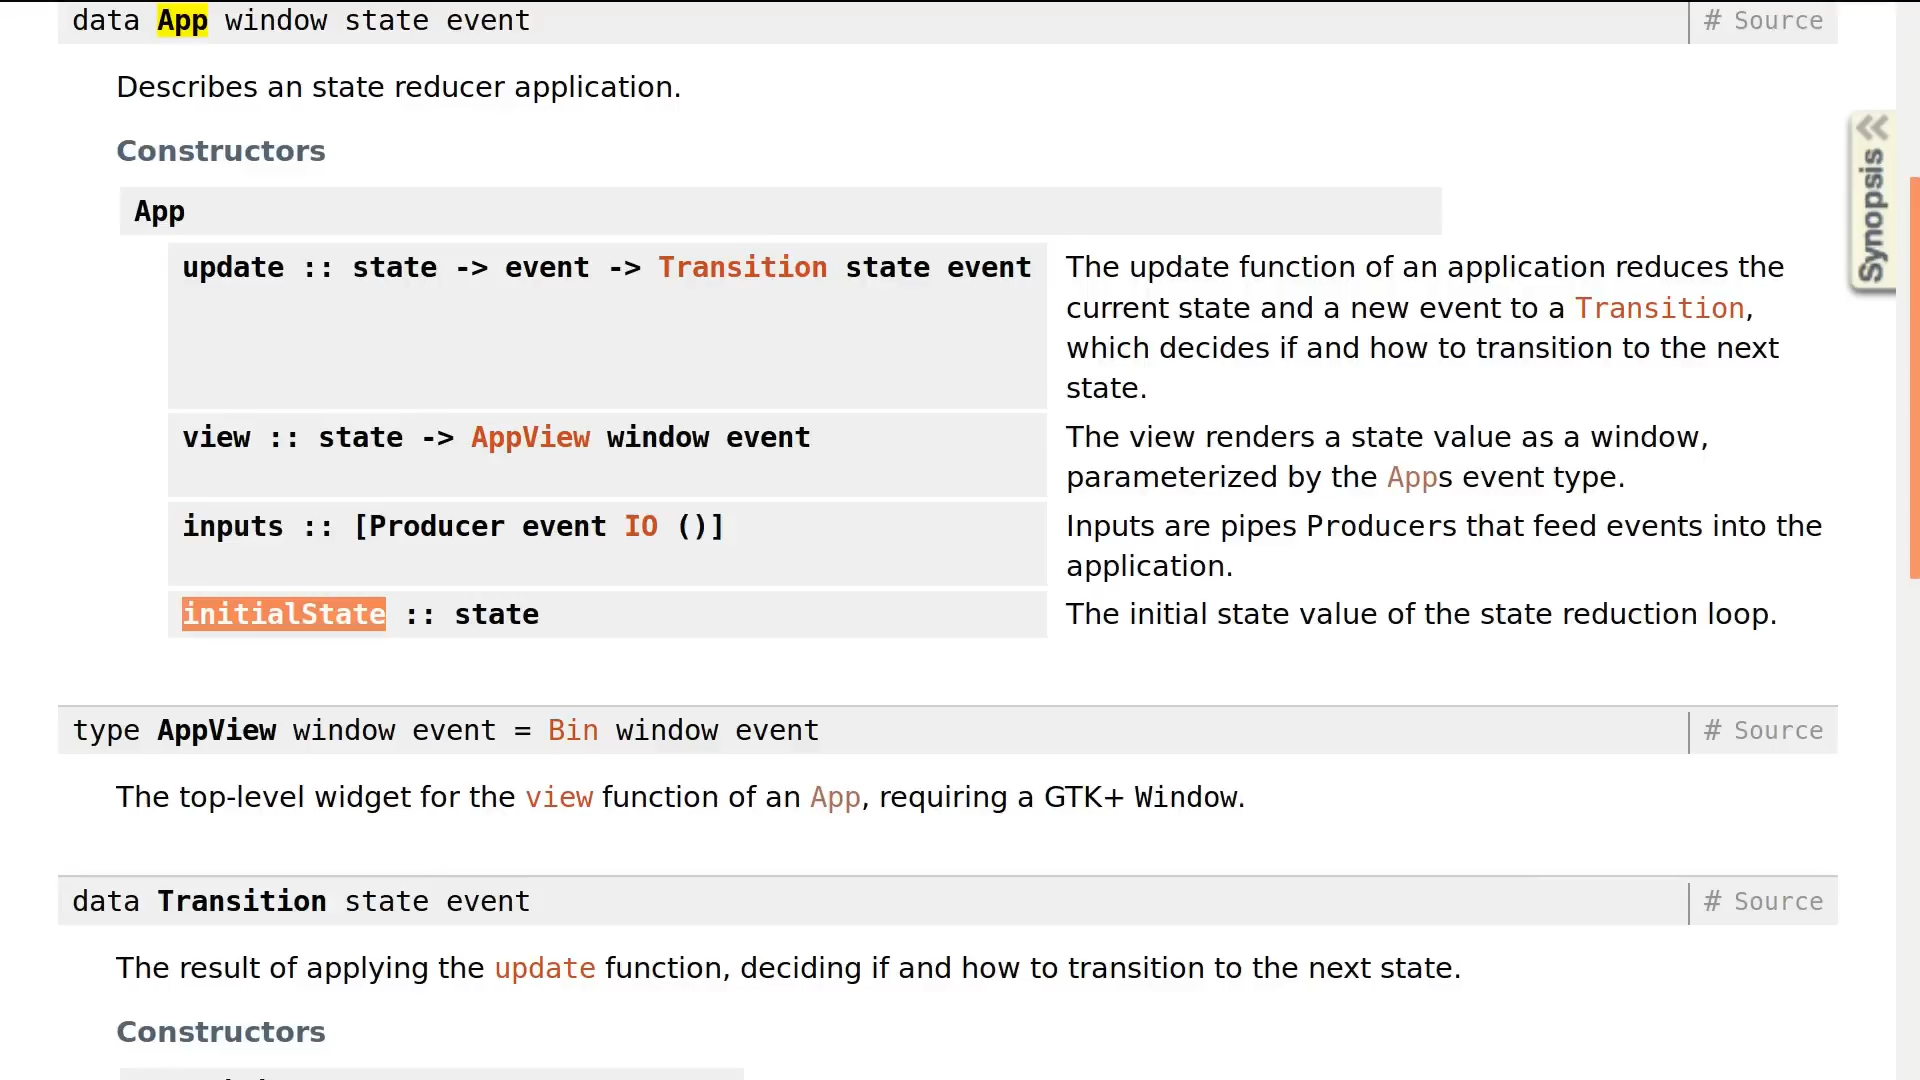 data App window state event # Source
Describes an state reducer application.
Constructors
App
update :: state -> event -> Transition state event
The update function of an application reduces the
current state and a new event to a Transition,
which decides if and how to transition to the next
state.
view :: state -> AppView window event
The view renders a state value as a window,
parameterized by the Apps event type.
inputs :: [Producer event IO ()]
Inputs are pipes Producers that feed events into the
application.
initialState :: state
The initial state value of the state reduction loop.
Synopsis
type AppView window event = Bin window event # Source
The top-level widget for the view function of an App, requiring a GTK+ Window.
data Transition state event # Source
The result of applying the update function, deciding if and how to transition to the next state.
Constructors